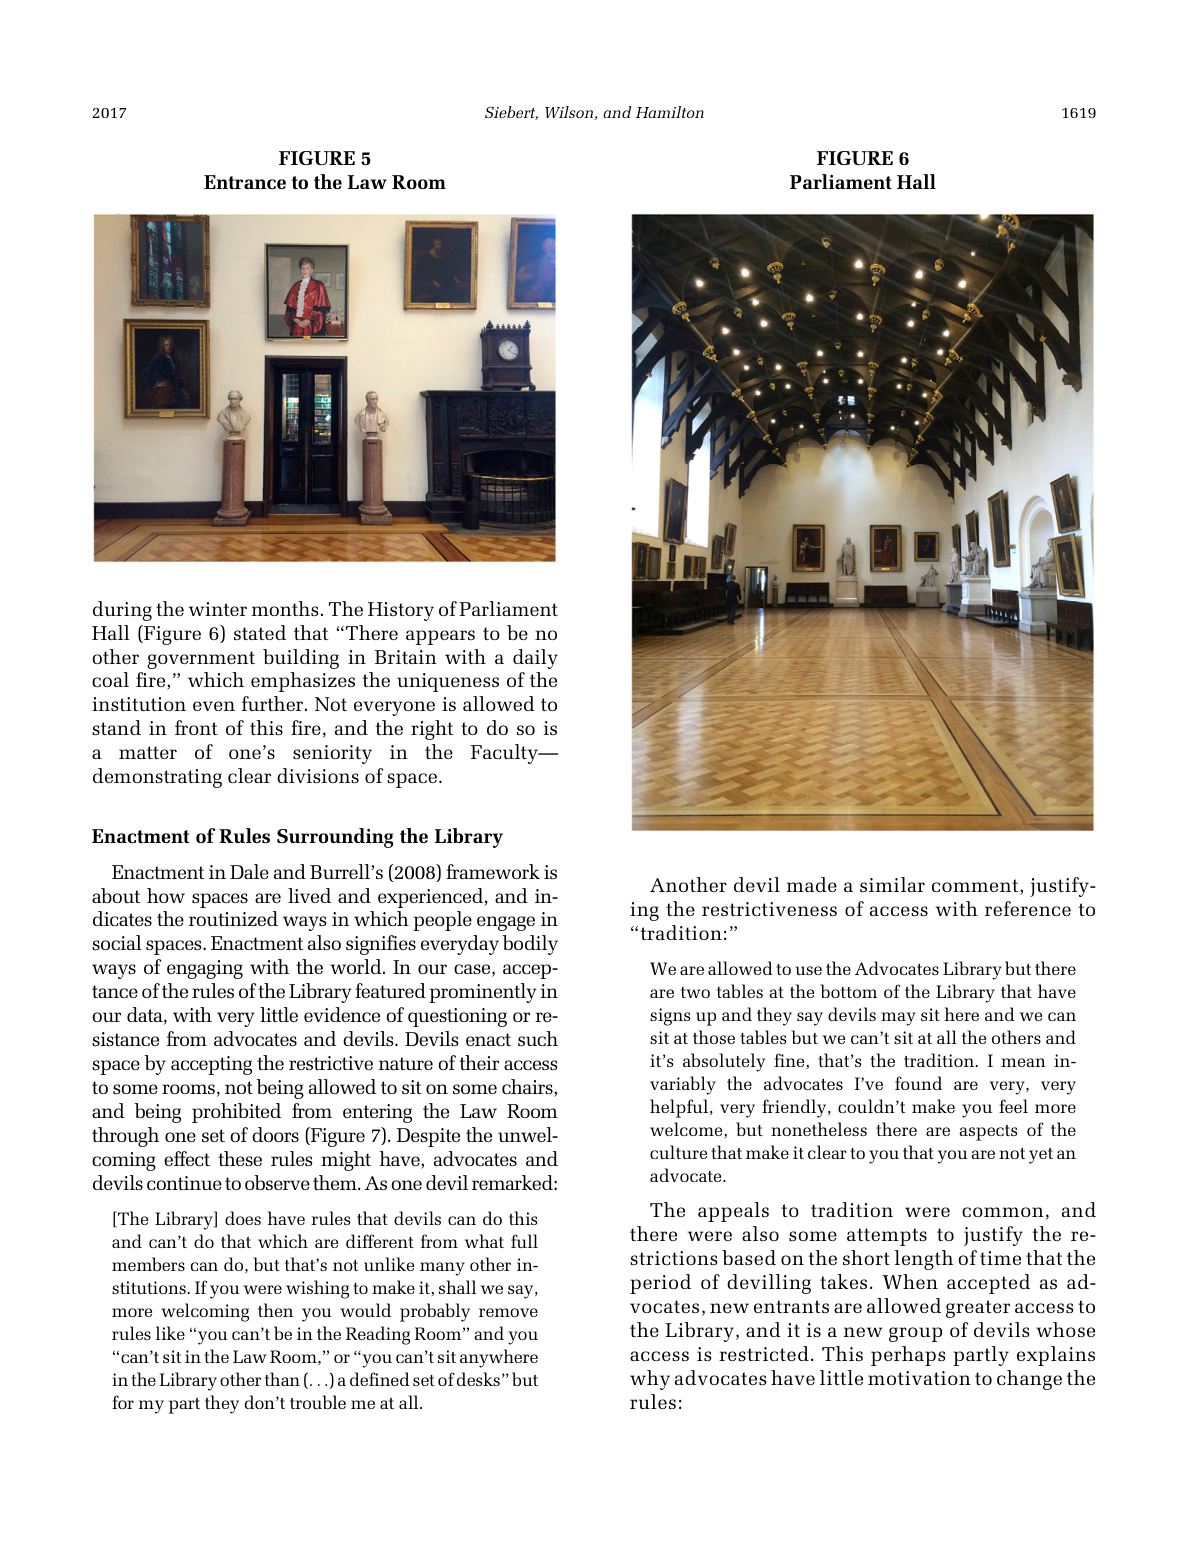 2017
Siebert, Wilson, and Hamilton
1619
FIGURE 5
Entrance to the Law Room
during the winter months. The History of Parliament
Hall (Figure 6) stated that “There appears to be no
other government building in Britain with a daily
coal fire,” which emphasizes the uniqueness of the
institution even further. Not everyone is allowed to
stand in front of this fire, and the right to do so is
a matter of one’s seniority in the Faculty—
demonstrating clear divisions of space.
Enactment of Rules Surrounding the Library
Enactment in Dale and Burrell’s (2008) framework is
about how spaces are lived and experienced, and in-
dicates the routinized ways in which people engage in
social spaces. Enactment also signifies everyday bodily
ways of engaging with the world. In our case, accep-
tance of the rules of the Library featured prominently in
our data, with very little evidence of questioning or re-
sistance from advocates and devils. Devils enact such
space by accepting the restrictive nature of their access
to some rooms, not being allowed to sit on some chairs,
and being prohibited from entering the Law Room
through one set of doors (Figure 7). Despite the unwel-
coming effect these rules might have, advocates and
devils continue to observe them. As one devil remarked:
[The Library] does have rules that devils can do this
and can’t do that which are different from what full
members can do, but that’s not unlike many other in-
stitutions. If you were wishing to make it, shall we say,
more welcoming then you would probably remove
rules like “you can’t be in the Reading Room” and you
“can’t sit in the Law Room,” or “you can’t sit anywhere
in the Library other than (. . .) a defined set of desks” but
for my part they don’t trouble me at all.
FIGURE 6
Parliament Hall
Another devil made a similar comment, justify-
ing the restrictiveness of access with reference to
“tradition:”
We are allowed to use the Advocates Library but there
are two tables at the bottom of the Library that have
signs up and they say devils may sit here and we can
sit at those tables but we can’t sit at all the others and
it’s absolutely fine, that’s the tradition. I mean in-
variably the advocates I’ve found are very, very
helpful, very friendly, couldn’t make you feel more
welcome, but nonetheless there are aspects of the
culture that make it clear to you that you are not yet an
advocate.
The appeals to tradition were common, and
there were also some attempts to justify the re-
strictions based on the short length of time that the
period of devilling takes. When accepted as ad-
vocates, new entrants are allowed greater access to
the Library, and it is a new group of devils whose
access is restricted. This perhaps partly explains
why advocates have little motivation to change the
rules: